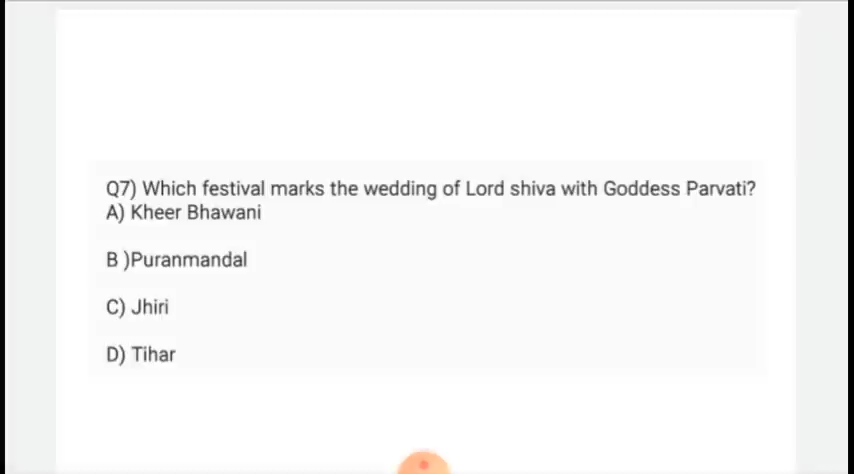 Q7) Which festival marks the wedding of Lord shiva with Goddess Parvati?
A) Kheer Bhawani
B )Puranmandal
C) Jhiri
D) Tihar